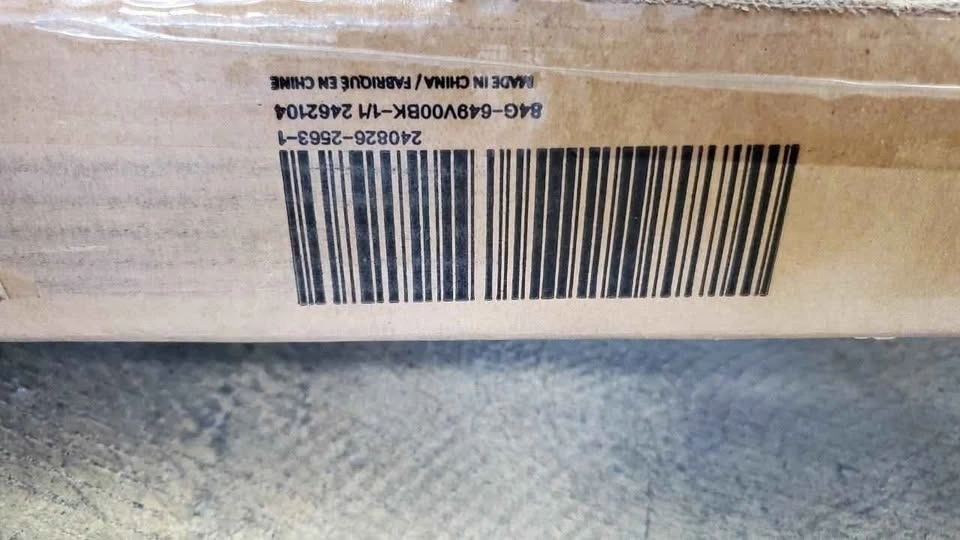 240826-2563-1
84G-649V00BK-1/1 2462104
MADE IN CHINA / FABRIQUÉ EN CHINE